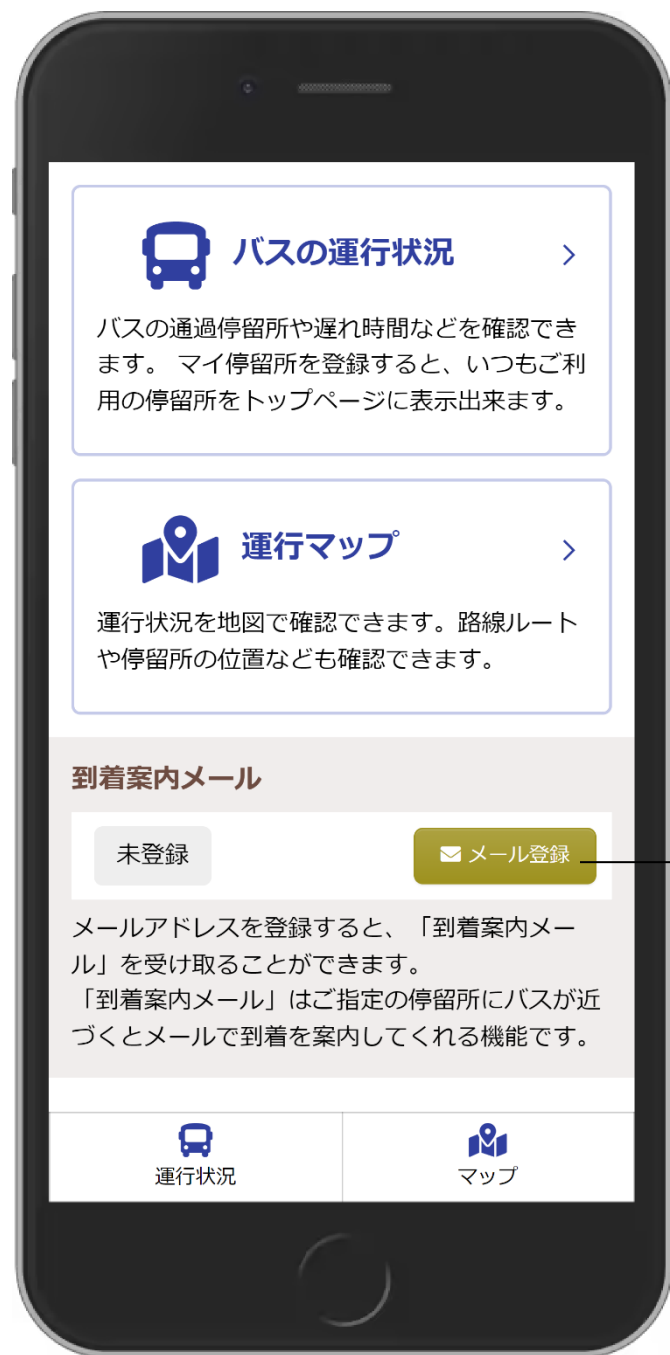 バスの運行状況
バスの通過停留所や遅れ時間などを確認でき
ます。 マイ停留所を登録すると、いつもご利
用の停留所をトップページに表示出来ます。
運行マップ
運行状況を地図で確認できます。路線ルート
や停留所の位置なども確認できます。
到着案内メール
未登録
メール登録
メールアドレスを登録すると、「到着案内メー
ル」を受け取ることができます。
「到着案内メール」はご指定の停留所にバスが近
づくとメールで到着を案内してくれる機能です。
運行状況
マップ